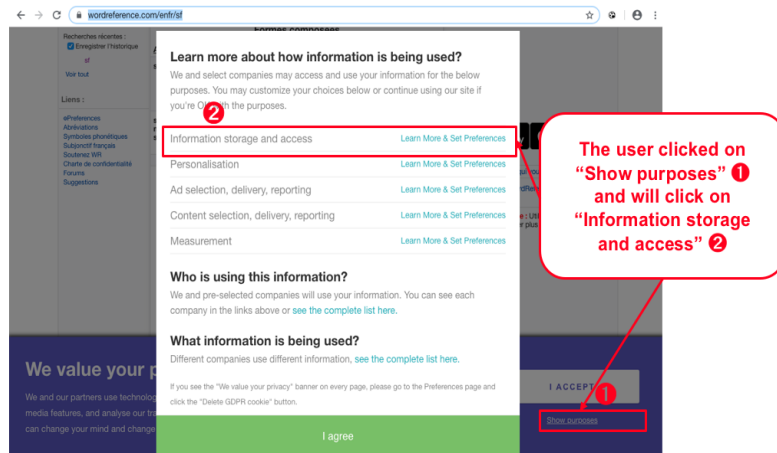 wordreference.com/enfr/sf
Formes composées
Recherches récentes :
Enregistrer l'historique
sf
Voir tout
Liens :
ePreferences
Abréviations
Symboles phonétiques
Subjonctif français
Soutenez WR
Charte de confidentialité
Forums
Suggestions
Learn more about how information is being used?
We and select companies may access and use your information for the below
purposes. You may customize your choices below or continue using our site if
you're OK with the purposes.
❷
Information storage and access Learn More & Set Preferences
Personalisation Learn More & Set Preferences
Ad selection, delivery, reporting Learn More & Set Preferences
Content selection, delivery, reporting Learn More & Set Preferences
Measurement Learn More & Set Preferences
Who is using this information?
We and pre-selected companies will use your information. You can see each
company in the links above or see the complete list here.
What information is being used?
Different companies use different information, see the complete list here.
If you see the "We value your privacy" banner on every page, please go to the Preferences page and
click the "Delete GDPR cookie" button.
I agree
The user clicked on
“Show purposes” ❶
and will click on
“Information storage
and access” ❷
We value your p
We and our partners use technolog
media features, and analyse our tra
can change your mind and change
I ACCEPT
❶
Show purposes